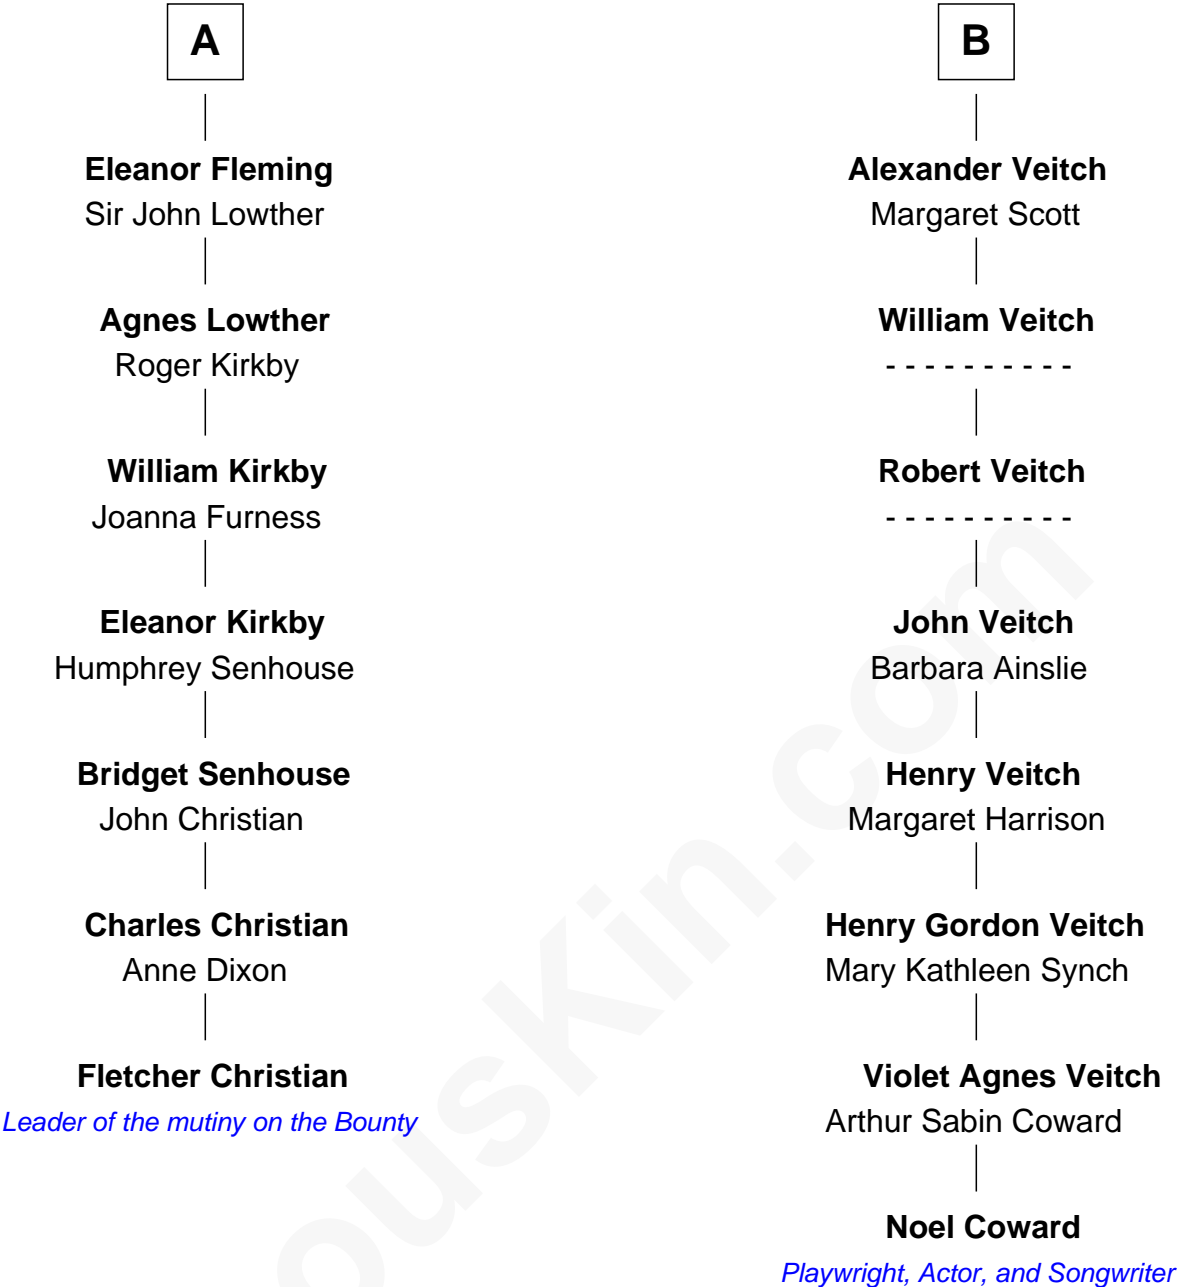 A
Eleanor Fleming
Sir John Lowther
Agnes Lowther
Roger Kirkby
William Kirkby
Joanna Furness
Eleanor Kirkby
Humphrey Senhouse
Bridget Senhouse
John Christian
Charles Christian
Anne Dixon
Fletcher Christian
Leader of the mutiny on the Bounty
B
Alexander Veitch
Margaret Scott
William Veitch
- - - - - - - - - -
Robert Veitch
- - - - - - - - - -
John Veitch
Barbara Ainslie
Henry Veitch
Margaret Harrison
Henry Gordon Veitch
Mary Kathleen Synch
Violet Agnes Veitch
Arthur Sabin Coward
Noel Coward
Playwright, Actor, and Songwriter
ousKin.com